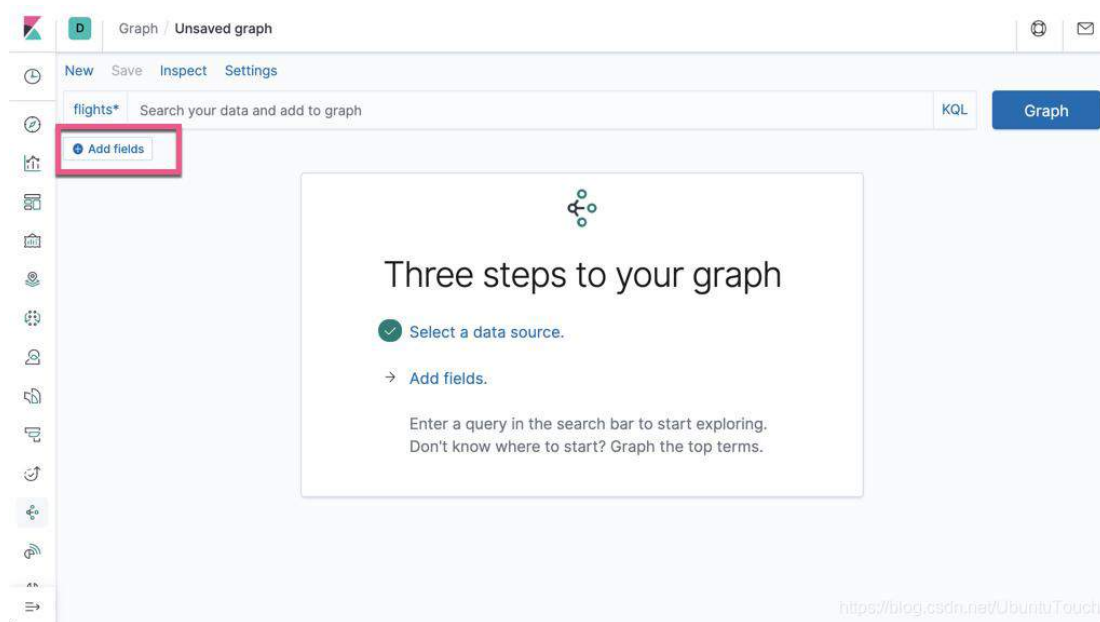 D Graph / Unsaved graph
New Save Inspect Settings
flights* Search your data and add to graph KQL Graph
Add fields
Three steps to your graph
Select a data source.
→ Add fields.
Enter a query in the search bar to start exploring.
Don't know where to start? Graph the top terms.
https://blog.csdn.net/UbuntuTouch